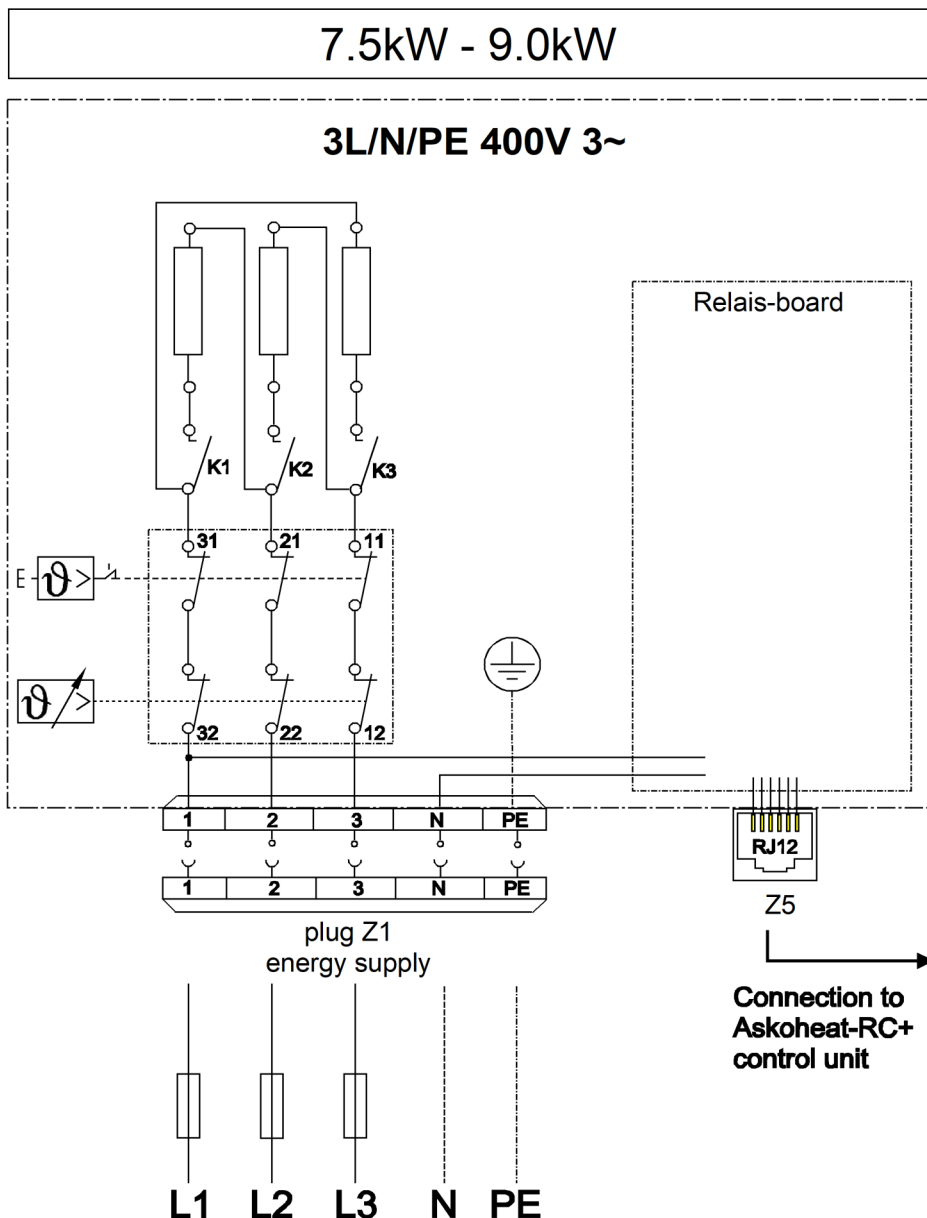 7.5kW - 9.0kW
3L/N/PE 400V 3~
Relais-board
K1 K2 K3
31 21 11
ϑ >
ϑ >
32 22 12
1 2 3 N PE
RJ12
1 2 3 N PE
Z5
plug Z1
energy supply
Connection to
Askoheat-RC+
control unit
L1 L2 L3 N PE